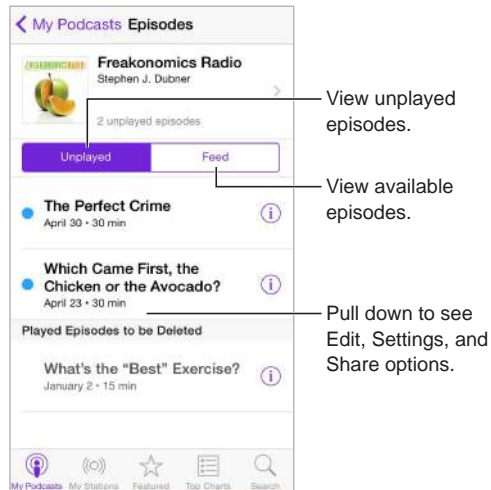 My Podcasts Episodes
FREAKONOMICS RADIO
Freakonomics Radio
Stephen J. Dubner
2 unplayed episodes
Unplayed
Feed
The Perfect Crime
April 30 • 30 min
Which Came First, the
Chicken or the Avocado?
April 23 • 30 min
Played Episodes to be Deleted
What's the “Best” Exercise?
January 2 • 15 min
My Podcasts
My Stations
Featured
Top Charts
Search
View unplayed
episodes.
View available
episodes.
Pull down to see
Edit, Settings, and
Share options.